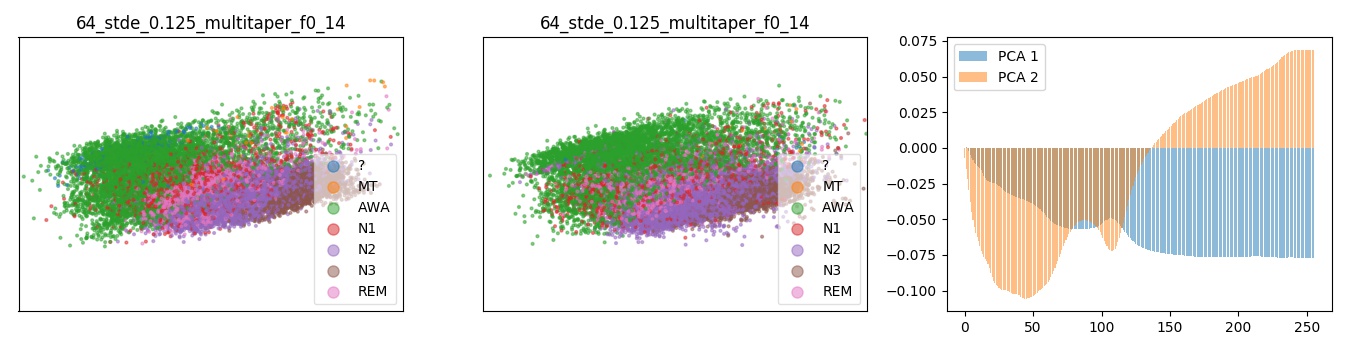 64_stde_0.125_multitaper_f0_14
?
MT
AWA
N1
N2
N3
REM
64_stde_0.125_multitaper_f0_14
?
MT
AWA
N1
N2
N3
REM
PCA 1
PCA 2
0.075
0.050
0.025
0.000
−0.025
−0.050
−0.075
−0.100
0
50
100
150
200
250